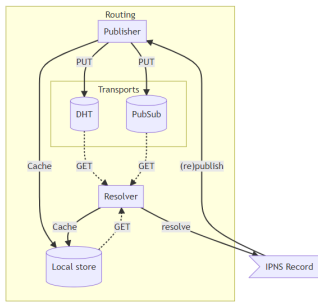 Routing
Publisher
PUT
PUT
Transports
DHT
PubSub
GET
GET
Cache
(re)publish
Resolver
Cache
GET
resolve
Local store
IPNS Record